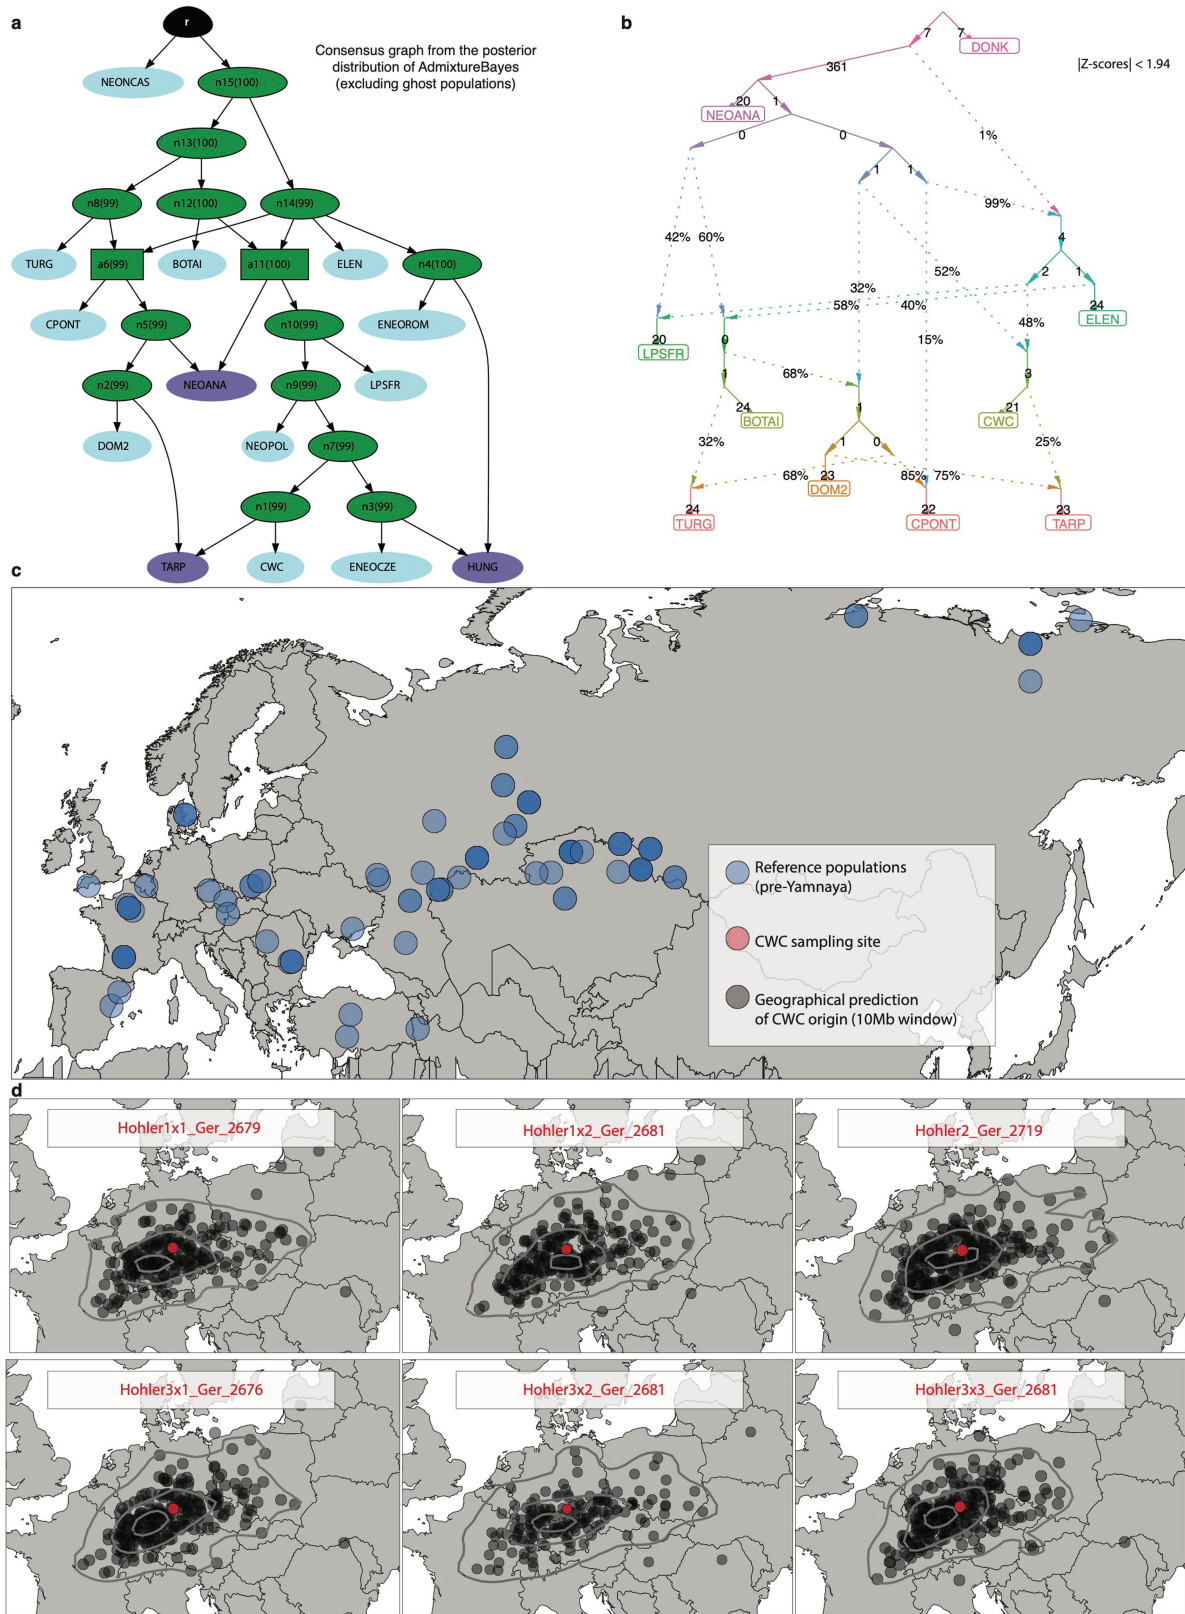 a
r
Consensus graph from the posterior
distribution of AdmixtureBayes
(excluding ghost populations)
NEONCAS
n15(100)
n13(100)
n8(99)
n12(100)
n14(99)
TURG
a6(99)
BOTAI
a11(100)
ELEN
n4(100)
CPONT
n5(99)
n10(99)
ENEOROM
n2(99)
NEOANA
n9(99)
LPSFR
DOM2
NEOPOL
n7(99)
n1(99)
n3(99)
TARP
CWC
ENEOCZE
HUNG
b
7
7
DONK
361
|Z-scores| < 1.94
20
1
NEOANA
0
0
1%
1
1
99%
4
42%
60%
52%
2
1
32%
58%
40%
24
ELEN
48%
20
0
15%
LPSFR
1
68%
3
24
1
21
BOTAI
CWC
32%
1
0
25%
68%
23
85%
75%
DOM2
24
22
23
TURG
CPONT
TARP
c
Reference populations
(pre-Yamnaya)
CWC sampling site
Geographical prediction
of CWC origin (10Mb window)
d
Hohler1x1_Ger_2679
Hohler1x2_Ger_2681
Hohler2_Ger_2719
Hohler3x1_Ger_2676
Hohler3x2_Ger_2681
Hohler3x3_Ger_2681